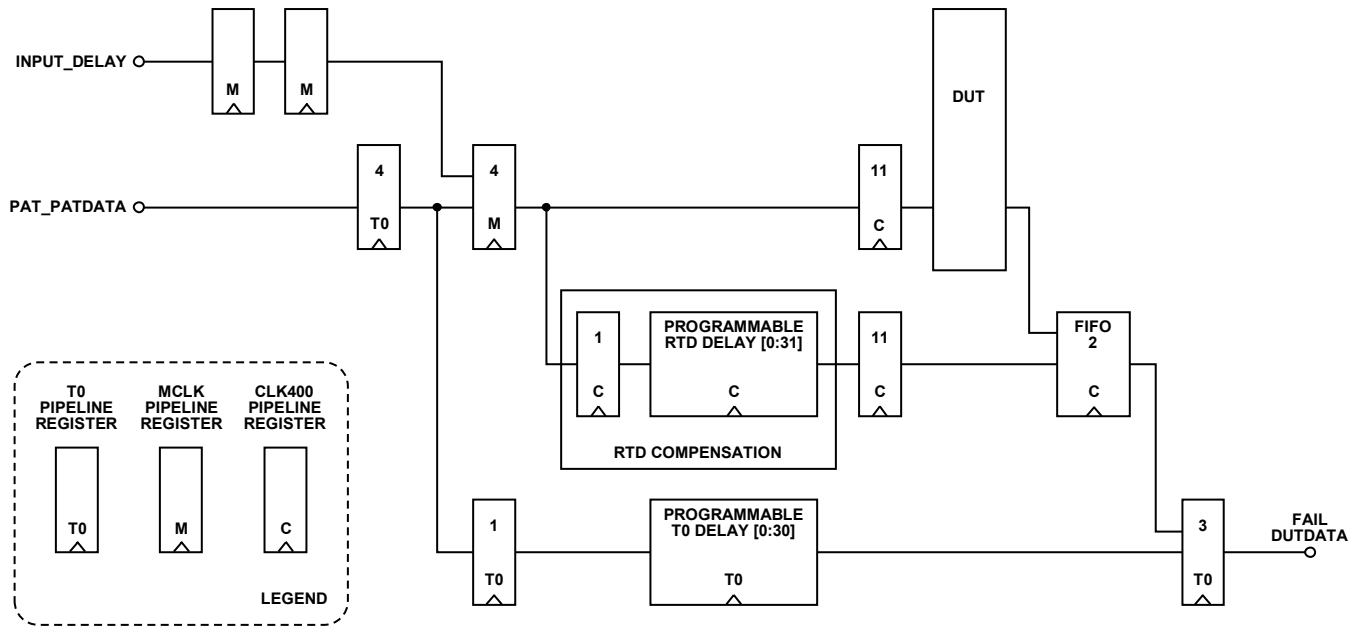 INPUT_DELAY
M
M
DUT
PAT_PATDATA
4
T0
4
M
11
C
1
C
PROGRAMMABLE
RTD DELAY [0:31]
C
RTD COMPENSATION
11
C
FIFO
2
C
1
T0
PROGRAMMABLE
T0 DELAY [0:30]
T0
3
T0
FAIL
DUTDATA
T0
PIPELINE
REGISTER
MCLK
PIPELINE
REGISTER
CLK400
PIPELINE
REGISTER
T0
M
C
LEGEND